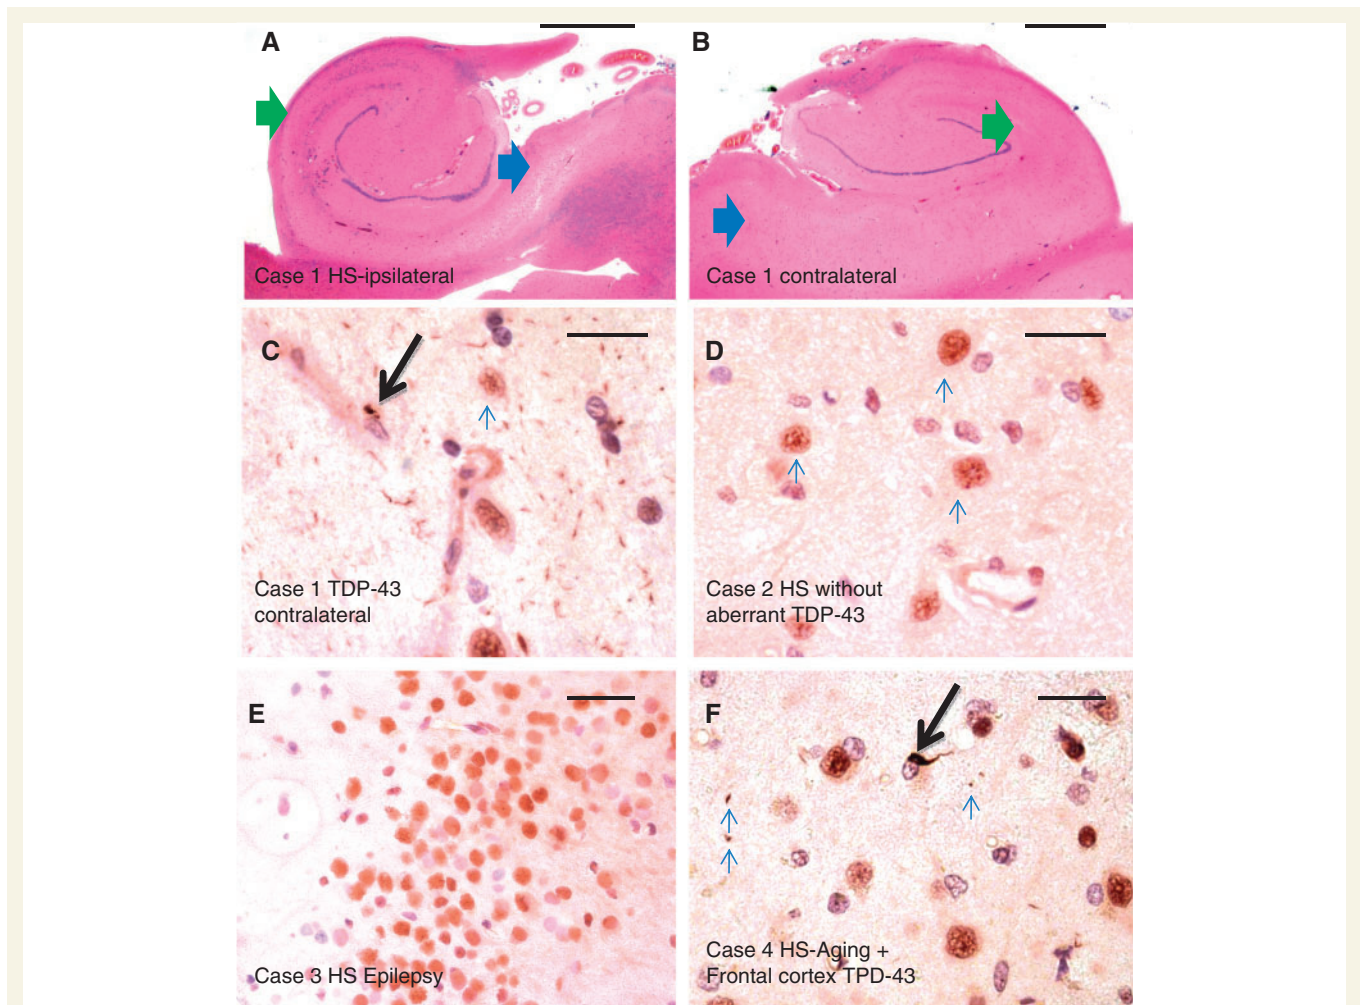 A
B
Case 1 HS-ipsilateral
Case 1 contralateral
C
D
Case 1 TDP-43
contralateral
Case 2 HS without
aberrant TDP-43
E
F
Case 3 HS Epilepsy
Case 4 HS-Aging +
Frontal cortex TPD-43